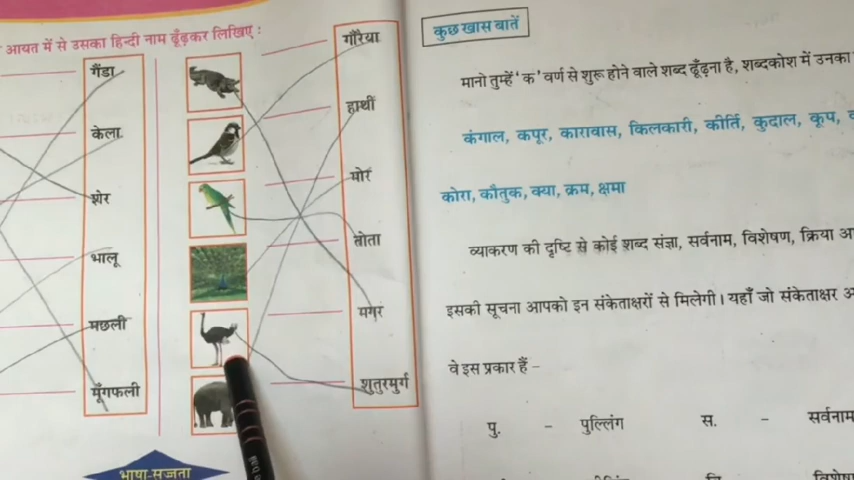 आयत में से उसका हिन्दी नाम ढूँढ़कर लिखिए :
गैंडा
केला
शेर
भालू
मछली
मूँगफली
गौरैया
हाथी
मोर
तोता
मगर
शुतुरमुर्ग
भाषा-सज्जता
कुछ खास बातें
मानो तुम्हें 'क' वर्ण से शुरू होने वाले शब्द ढूँढ़ना है, शब्दकोश में उनका
कंगाल, कपूर, कारावास, किलकारी, कीर्ति, कुदाल, कूप,
कोरा, कौतुक, क्या, क्रम, क्षमा
व्याकरण की दृष्टि से कोई शब्द संज्ञा, सर्वनाम, विशेषण, क्रिया
इसकी सूचना आपको इन संकेताक्षरों से मिलेगी। यहाँ जो संकेताक्षर
वे इस प्रकार हैं –
पु. – पुल्लिंग स. – सर्वनाम